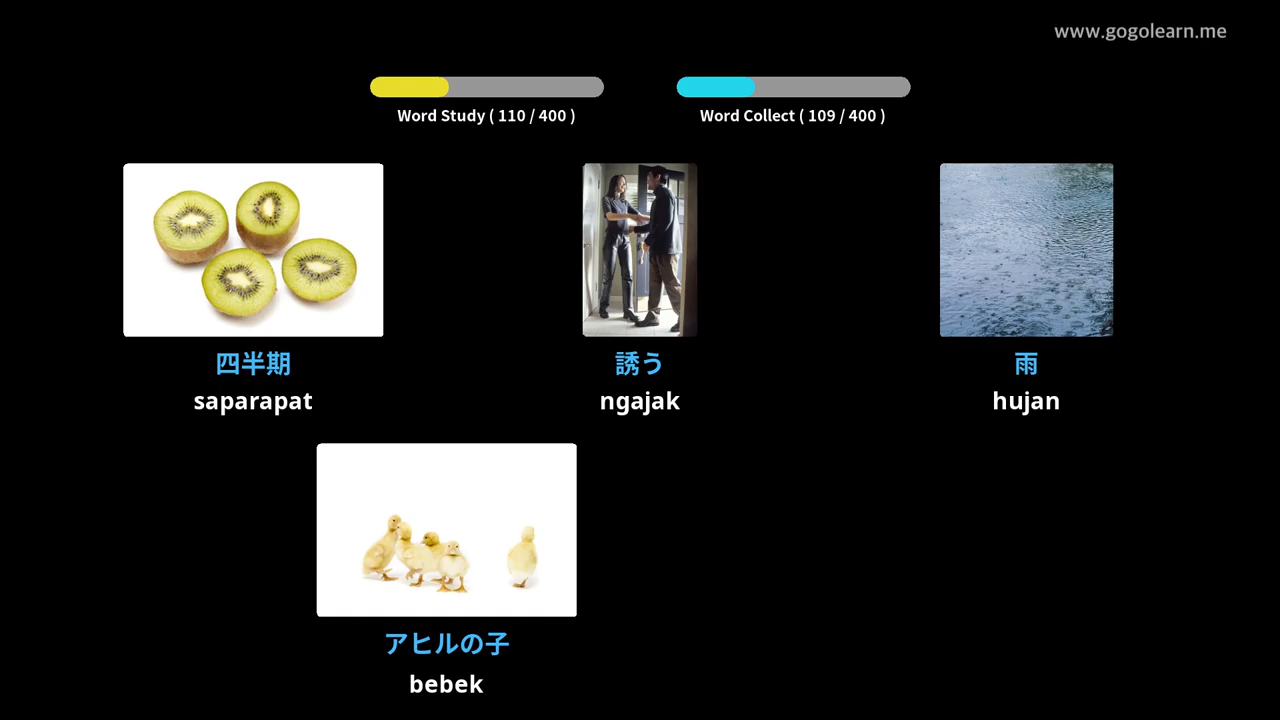 www.gogolearn.me
Word Study ( 110 / 400 )
Word Collect ( 109 / 400 )
四半期
saparapat
誘う
ngajak
雨
hujan
アヒルの子
bebek